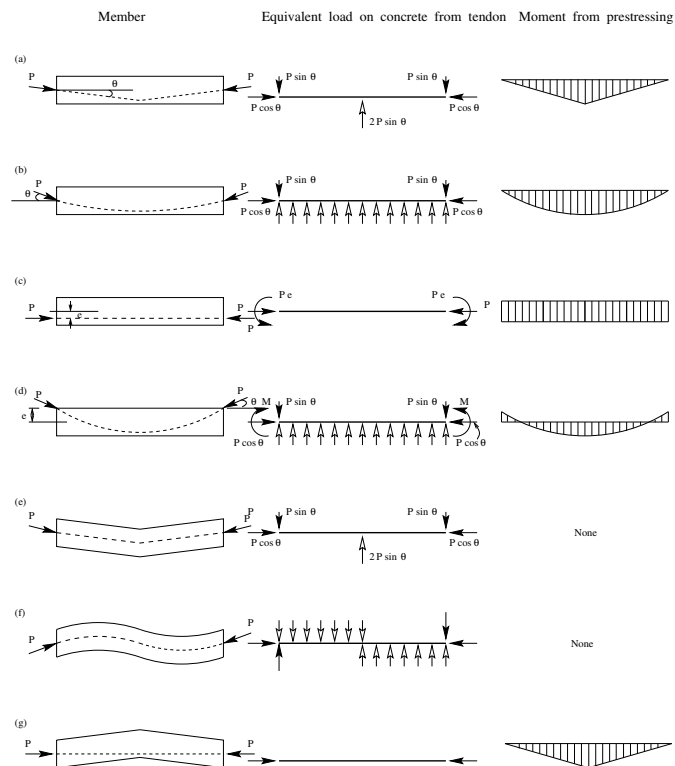 Member Equivalent load on concrete from tendon Moment from prestressing
(a)
P θ P P sin θ P sin θ
P cos θ P cos θ
2 P sin θ
(b)
P P P sin θ P sin θ
θ P cos θ P cos θ
(c)
P e P e
P e P P
P
(d)
P P θ M P sin θ P sin θ M
e
P cos θ P cos θ
(e)
P P P sin θ P sin θ
P
P cos θ P cos θ
2 P sin θ
None
(f)
P P
None
(g)
P P